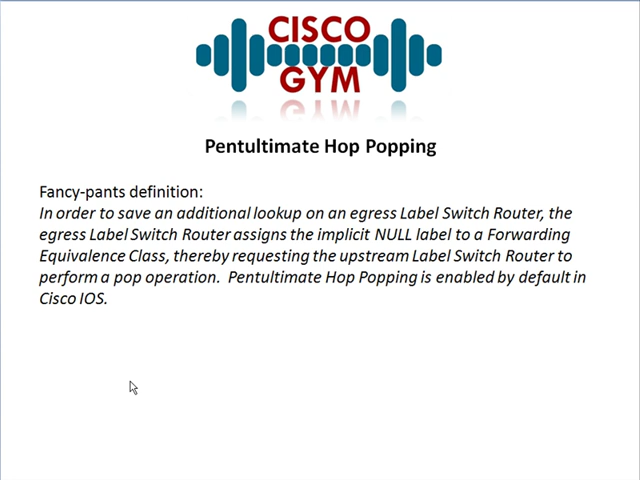 CISCO
GYM
Pentultimate Hop Popping
Fancy-pants definition:
In order to save an additional lookup on an egress Label Switch Router, the
egress Label Switch Router assigns the implicit NULL label to a Forwarding
Equivalence Class, thereby requesting the upstream Label Switch Router to
perform a pop operation.  Pentultimate Hop Popping is enabled by default in
Cisco IOS.